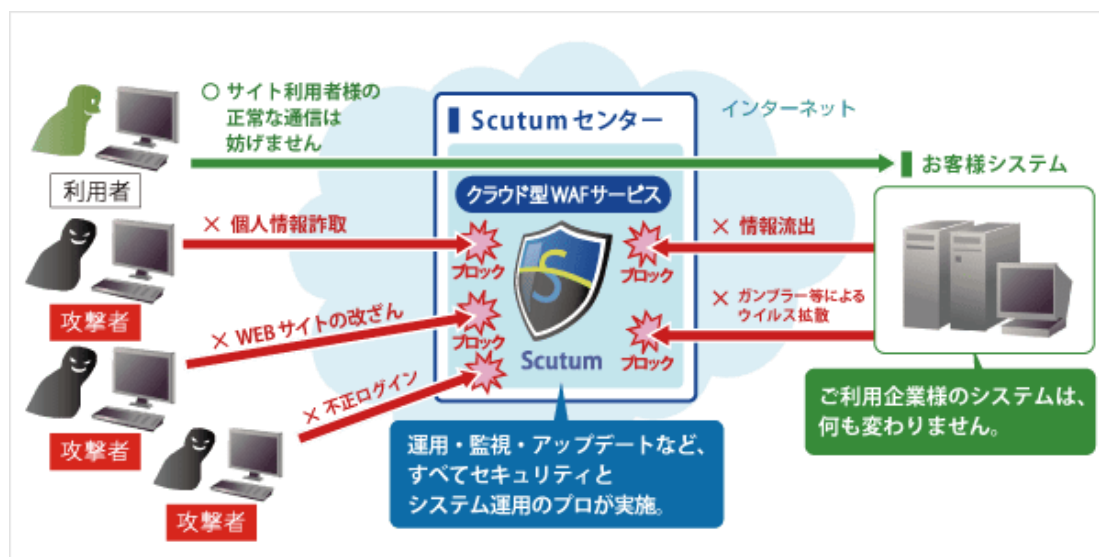 ○ サイト利用者様の
正常な通信は
妨げません
利用者
Scutumセンター
インターネット
お客様システム
クラウド型WAFサービス
× 個人情報詐取
ブロック
× 情報流出
ブロック
攻撃者
× WEBサイトの改ざん
ブロック
× ガンブラー等による
ウイルス拡散
ブロック
S
Scutum
攻撃者
× 不正ログイン
攻撃者
運用・監視・アップデートなど、
すべてセキュリティと
システム運用のプロが実施。
ご利用企業様のシステムは、
何も変わりません。